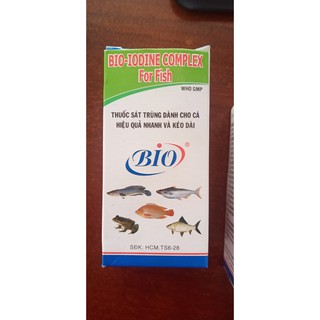 BIO-IODINE COMPLEX
For Fish
WHO GMP
THUỐC SÁT TRÙNG DÀNH CHO CÁ
HIỆU QUẢ NHANH VÀ KÉO DÀI
BIO®
SĐK: HCM.TS6-28